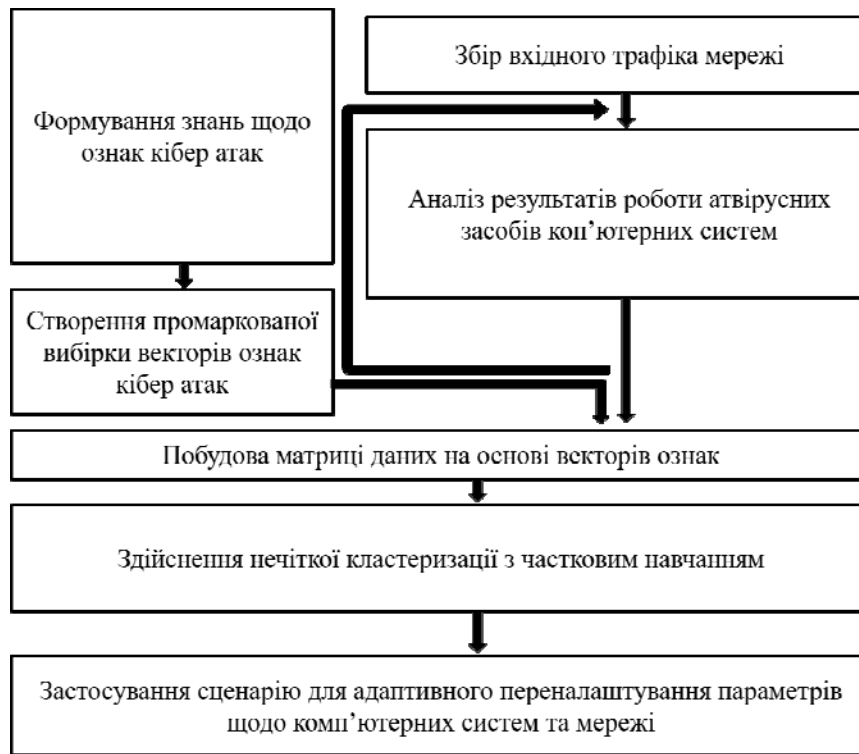 Формування знань щодо
ознак кібер атак
Збір вхідного трафіка мережі
Аналіз результатів роботи атвірусних
засобів коп’ютерних систем
Створення промаркованої
вибірки векторів ознак
кібер атак
Побудова матриці даних на основі векторів ознак
Здійснення нечіткої кластеризації з частковим навчанням
Застосування сценарію для адаптивного переналаштування параметрів
щодо комп’ютерних систем та мережі